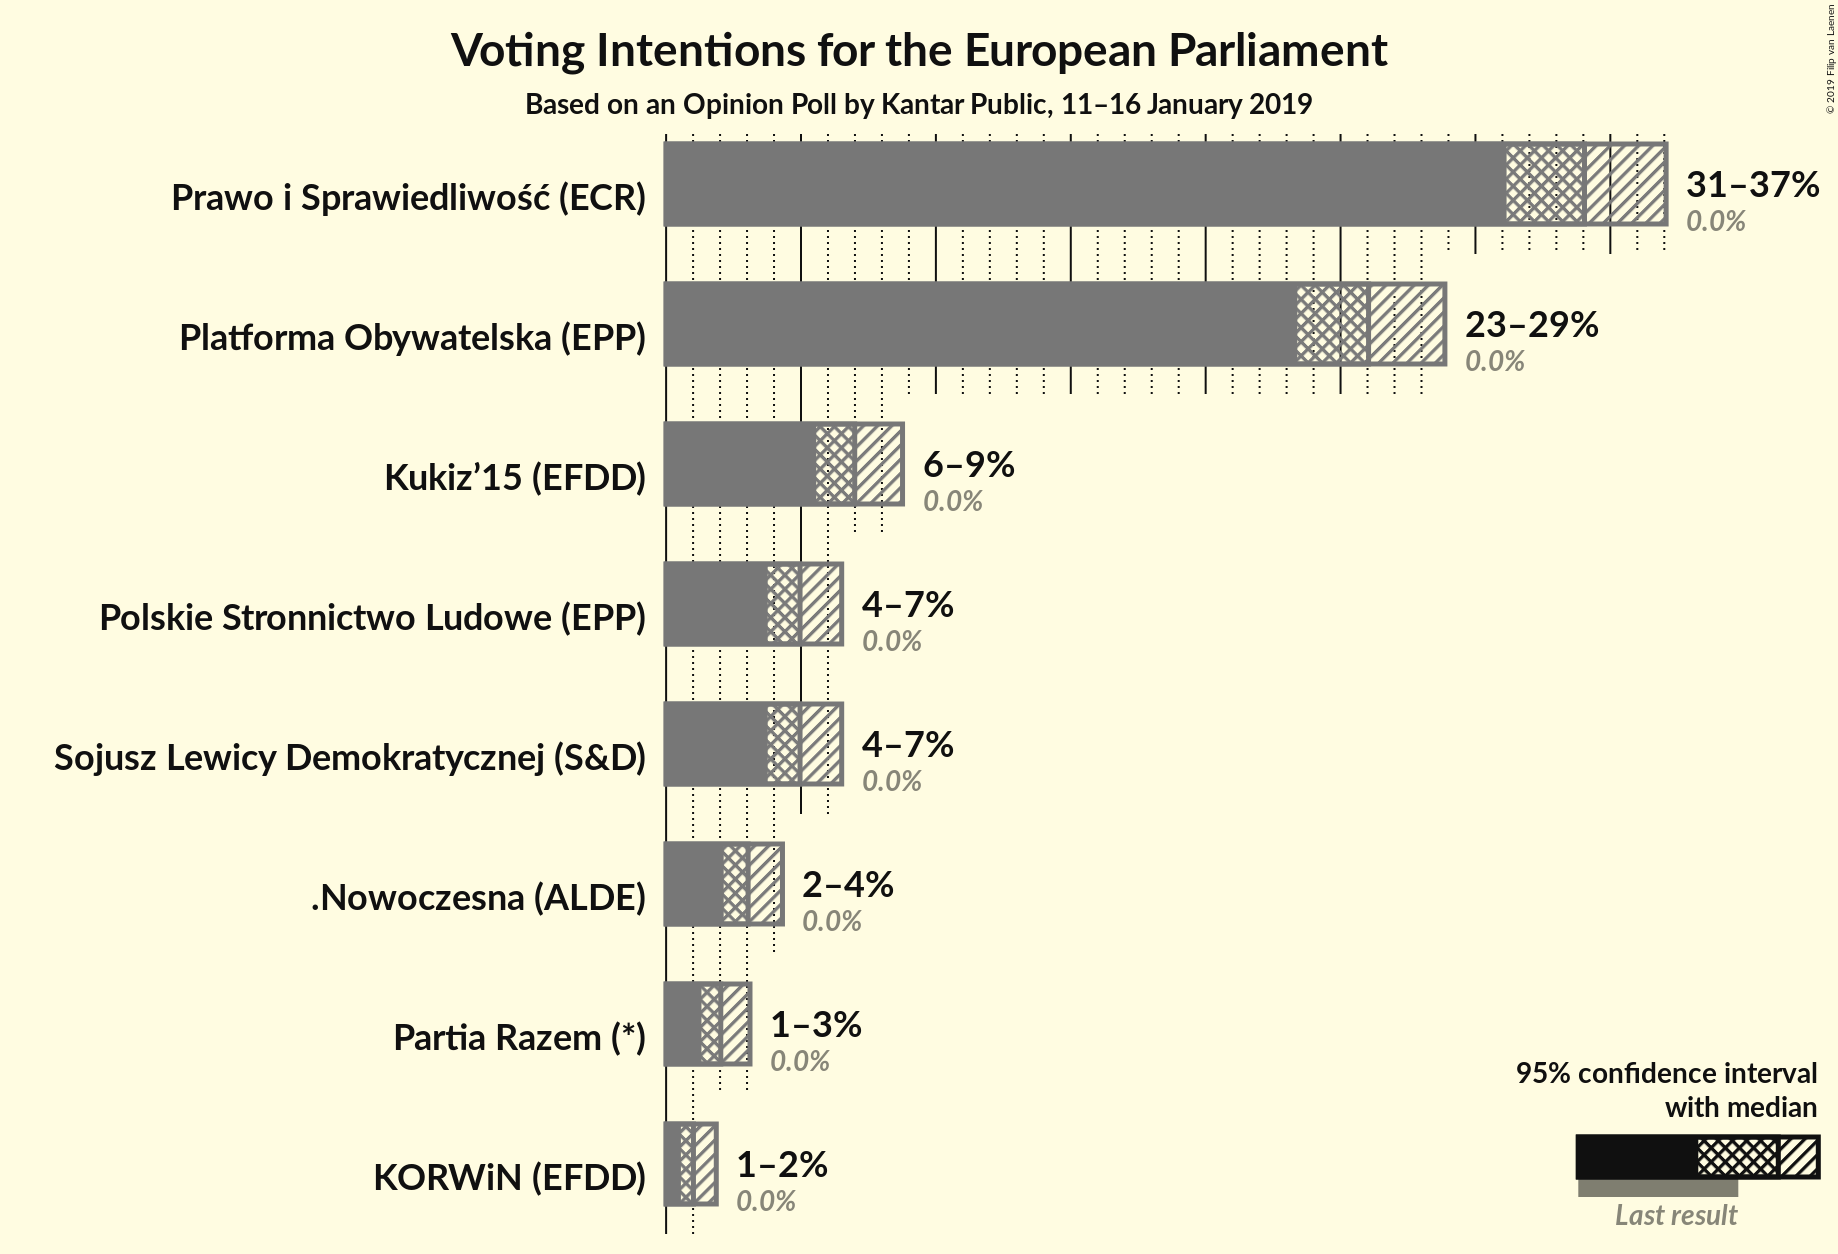 Voting Intentions for the European Parliament
Based on an Opinion Poll by Kantar Public, 11–16 January 2019
© 2019 Filip van Laenen
Prawo i Sprawiedliwość (ECR)
31–37%
0.0%
Platforma Obywatelska (EPP)
23–29%
0.0%
Kukiz’15 (EFDD)
6–9%
0.0%
Polskie Stronnictwo Ludowe (EPP)
4–7%
0.0%
Sojusz Lewicy Demokratycznej (S&D)
4–7%
0.0%
.Nowoczesna (ALDE)
2–4%
0.0%
Partia Razem (*)
1–3%
0.0%
KORWiN (EFDD)
1–2%
0.0%
95% confidence interval
with median
Last result